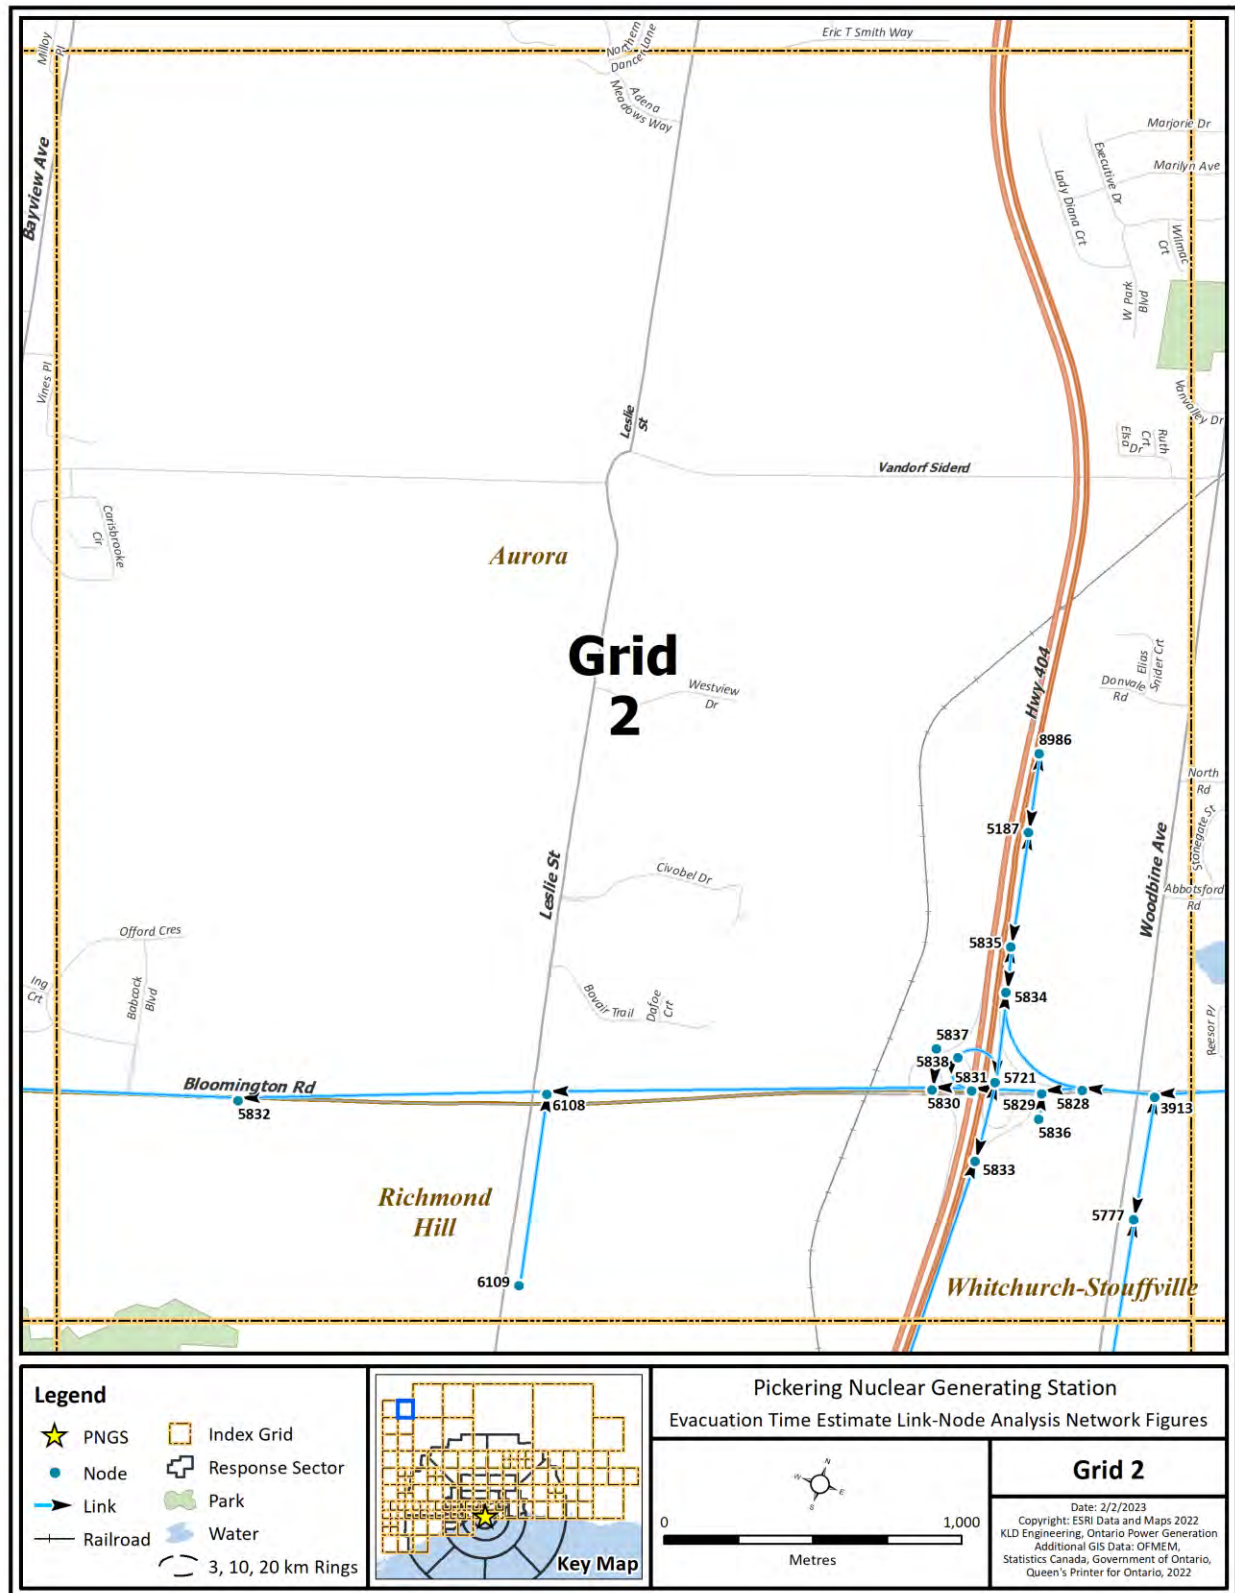 Milloy
Pl
Northern
Dancer Lane
Eric T Smith Way
Adena
Meadows Way
Bayview Ave
Marjorie Dr
Executive Dr
Marilyn Ave
Lady Diana Crt
Wilmac
Crt
W Park
Blvd
Vines Pl
Vanvalley Dr
Leslie
St
Elsa Dr
Ruth
Crt
Vandorf Siderd
Carisbrooke
Cir
Aurora
Grid
2
Hwy 404
Elias
Snider Crt
Donvale
Rd
Westview
Dr
8986
North
Rd
5187
Stonegate St
Woodbine Ave
Civobel Dr
Leslie St
Abbotsford
Rd
Offord Cres
5835
Ing
Crt
Babcock
Blvd
Bovair Trail
Dafoe
Crt
5834
Reesor Pl
5837
5838
Bloomington Rd
5831
5721
5832
6108
5830
5829
5828
3913
5836
5833
Richmond
Hill
5777
6109
Whitchurch-Stouffville
Legend
PNGS
Node
Link
Railroad
Index Grid
Response Sector
Park
Water
3, 10, 20 km Rings
Key Map
Pickering Nuclear Generating Station
Evacuation Time Estimate Link-Node Analysis Network Figures
N
W
E
S
0
1,000
Metres
Grid 2
Date: 2/2/2023
Copyright: ESRI Data and Maps 2022
KLD Engineering, Ontario Power Generation
Additional GIS Data: OFMEM,
Statistics Canada, Government of Ontario,
Queen's Printer for Ontario, 2022